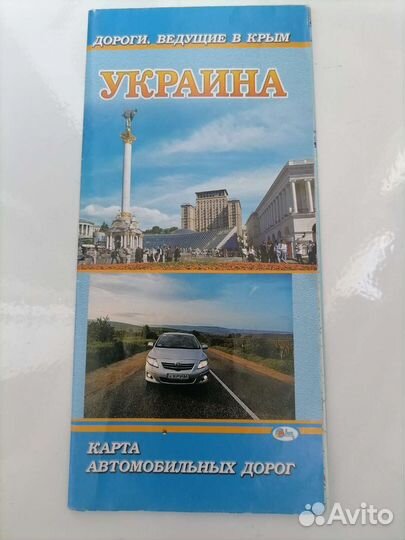 ДОРОГИ, ВЕДУЩИЕ В КРЫМ
УКРАИНА
КАРТА
АВТОМОБИЛЬНЫХ ДОРОГ
Avito